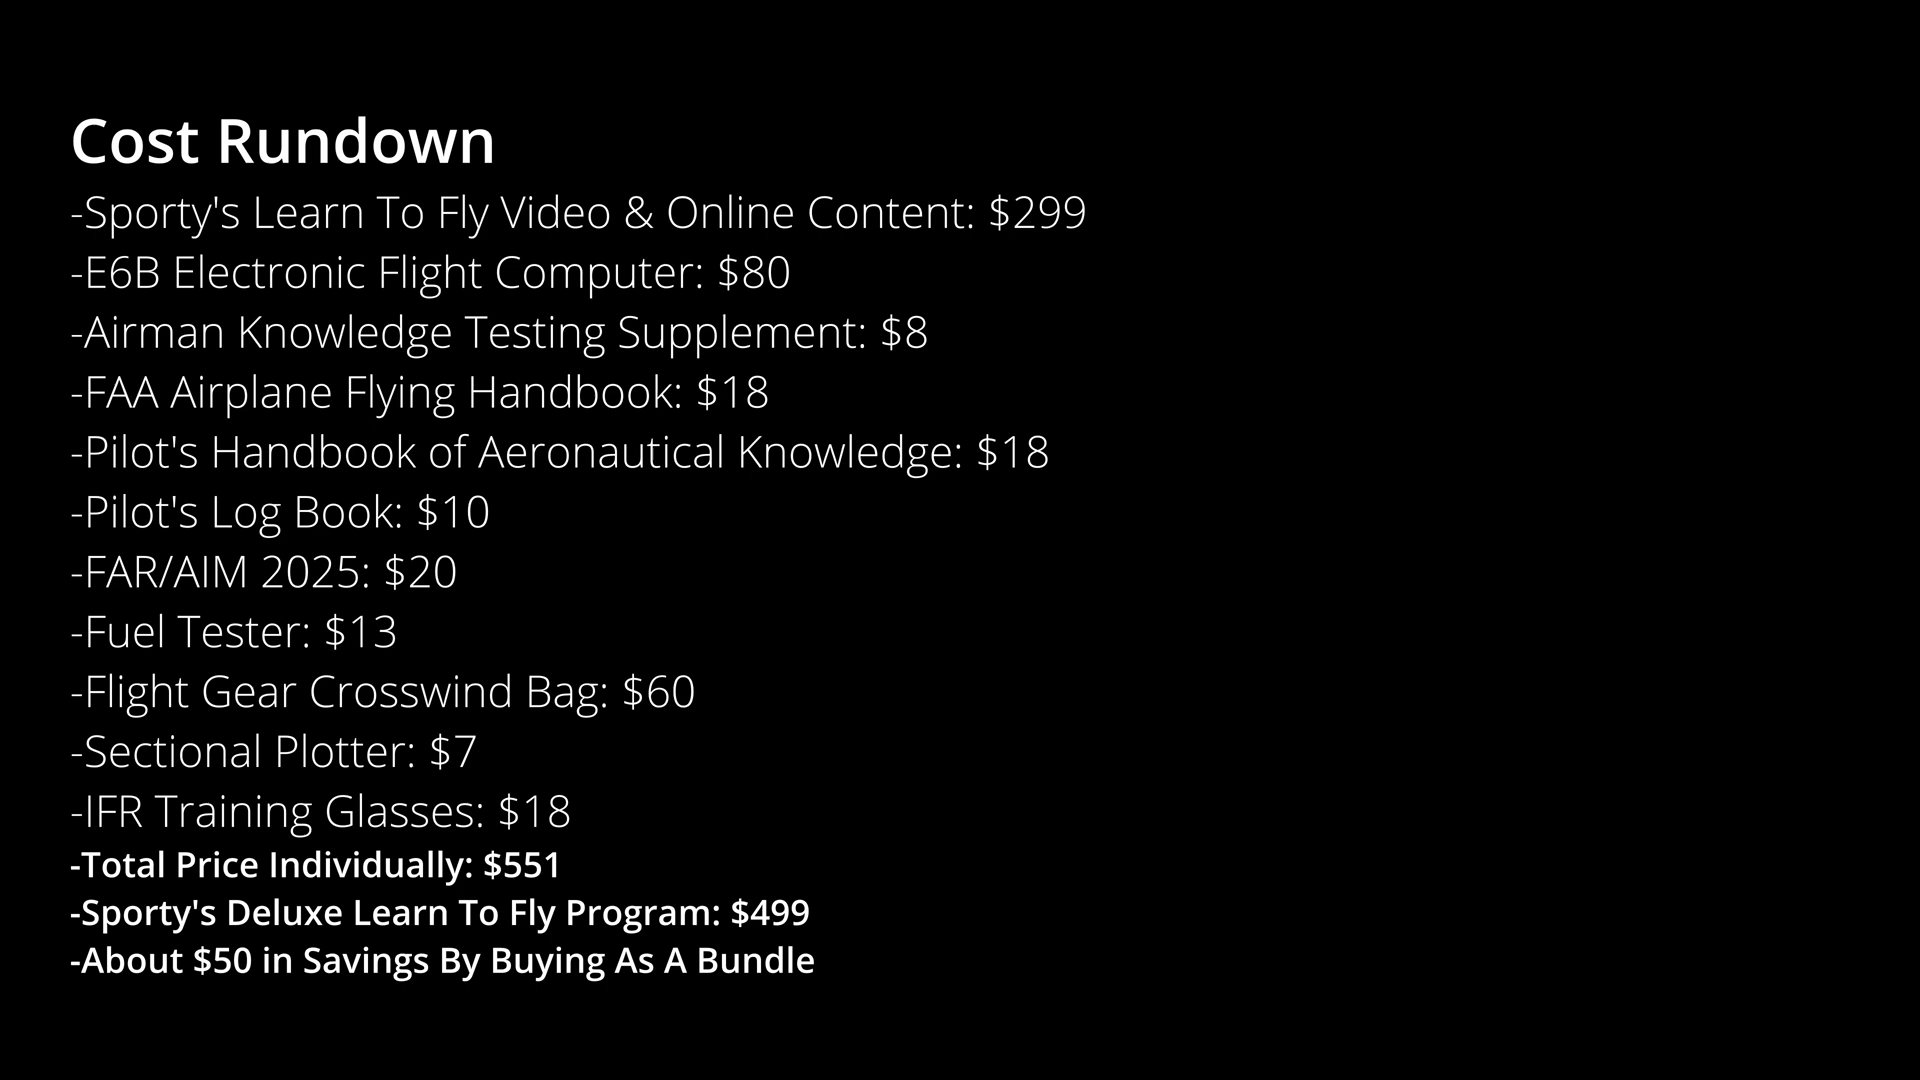 Cost Rundown
-Sporty's Learn To Fly Video & Online Content: $299
-E6B Electronic Flight Computer: $80
-Airman Knowledge Testing Supplement: $8
-FAA Airplane Flying Handbook: $18
-Pilot's Handbook of Aeronautical Knowledge: $18
-Pilot's Log Book: $10
-FAR/AIM 2025: $20
-Fuel Tester: $13
-Flight Gear Crosswind Bag: $60
-Sectional Plotter: $7
-IFR Training Glasses: $18
-Total Price Individually: $551
-Sporty's Deluxe Learn To Fly Program: $499
-About $50 in Savings By Buying As A Bundle